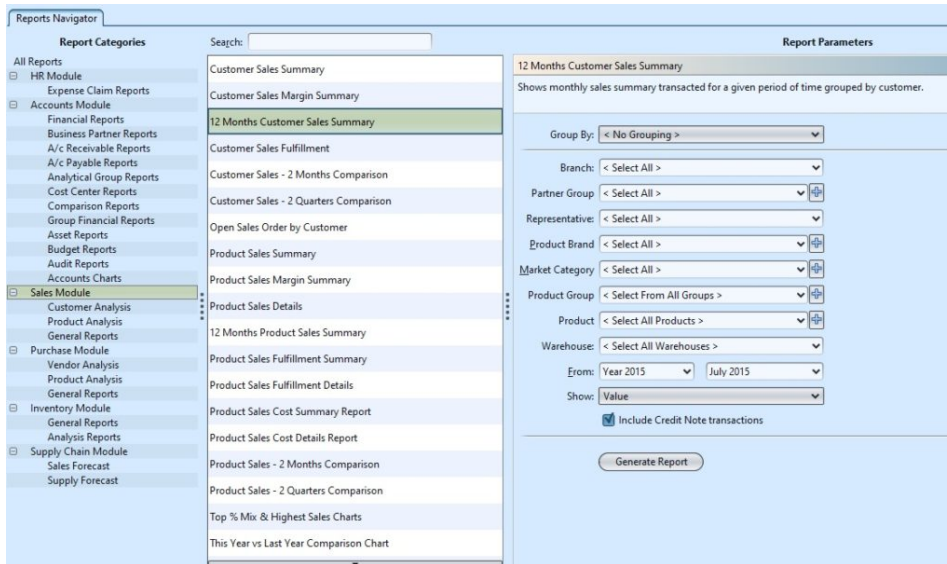 Reports Navigator
Report Categories
All Reports
HR Module
Expense Claim Reports
Accounts Module
Financial Reports
Business Partner Reports
A/c Receivable Reports
A/c Payable Reports
Analytical Group Reports
Cost Center Reports
Comparison Reports
Group Financial Reports
Asset Reports
Budget Reports
Audit Reports
Accounts Charts
Sales Module
Customer Analysis
Product Analysis
General Reports
Purchase Module
Vendor Analysis
Product Analysis
General Reports
Inventory Module
General Reports
Analysis Reports
Supply Chain Module
Sales Forecast
Supply Forecast
Search:
Customer Sales Summary
Customer Sales Margin Summary
12 Months Customer Sales Summary
Customer Sales Fulfillment
Customer Sales - 2 Months Comparison
Customer Sales - 2 Quarters Comparison
Open Sales Order by Customer
Product Sales Summary
Product Sales Margin Summary
Product Sales Details
12 Months Product Sales Summary
Product Sales Fulfillment Summary
Product Sales Fulfillment Details
Product Sales Cost Summary Report
Product Sales Cost Details Report
Product Sales - 2 Months Comparison
Product Sales - 2 Quarters Comparison
Top % Mix & Highest Sales Charts
This Year vs Last Year Comparison Chart
Report Parameters
12 Months Customer Sales Summary
Shows monthly sales summary transacted for a given period of time grouped by customer.
Group By: < No Grouping >
Branch: < Select All >
Partner Group < Select All >
Representative: < Select All >
Product Brand < Select All >
Market Category < Select All >
Product Group < Select From All Groups >
Product < Select All Products >
Warehouse: < Select All Warehouses >
From: Year 2015 July 2015
Show: Value
Include Credit Note transactions
Generate Report